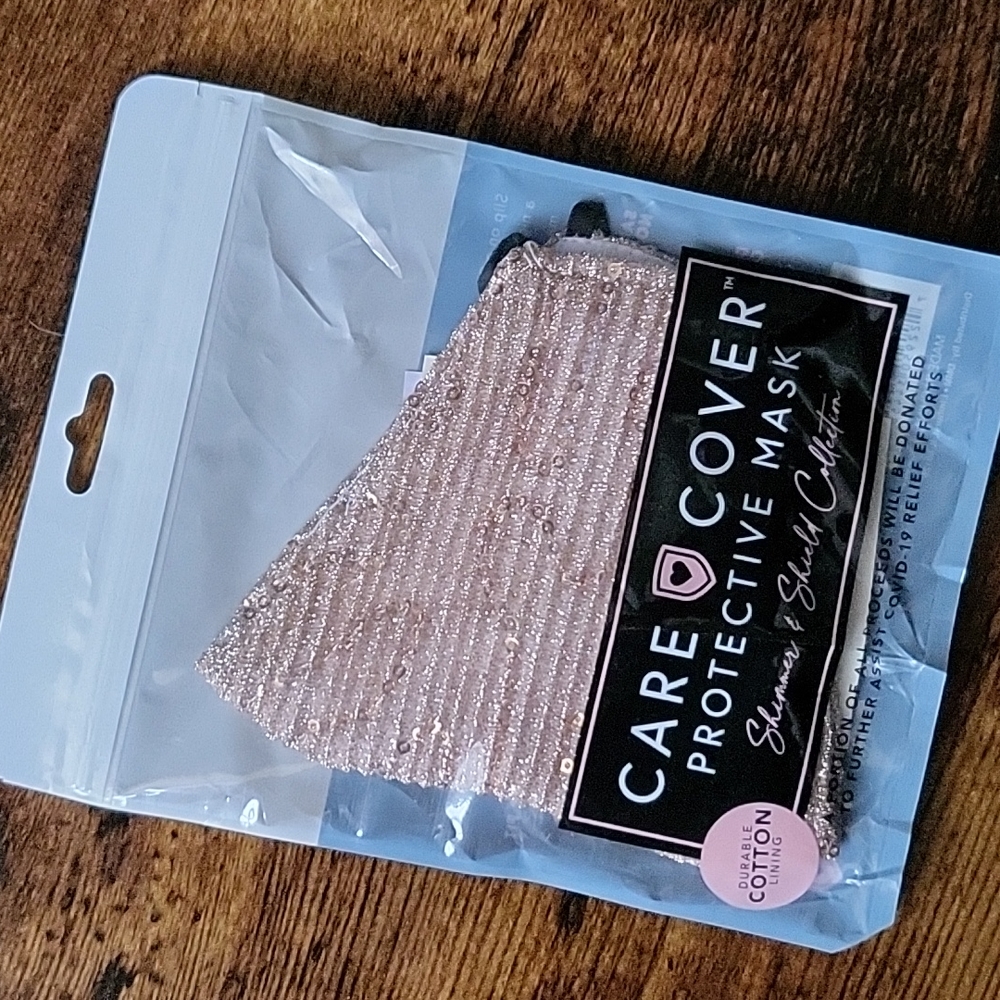 CARE COVER™
PROTECTIVE MASK
Shimmer & Shield Collection
DURABLE
COTTON
LINING
A PORTION OF ALL PROCEEDS WILL BE DONATED
TO FURTHER ASSIST COVID-19 RELIEF EFFORTS